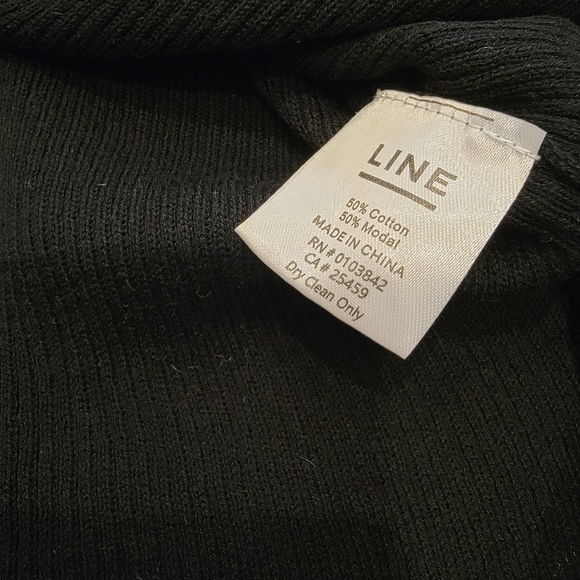 LINE
50% Cotton
50% Modal
MADE IN CHINA
RN # 0103842
CA # 25459
Dry Clean Only